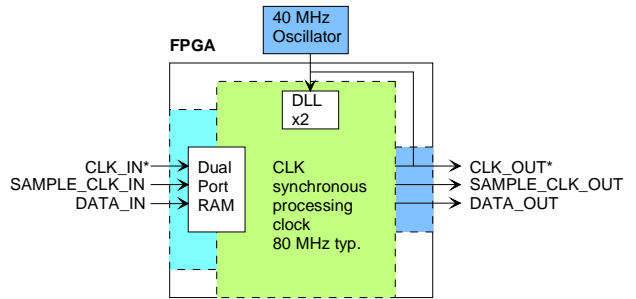 40 MHz
Oscillator
FPGA
DLL
x2
CLK_IN*
SAMPLE_CLK_IN
DATA_IN
Dual
Port
RAM
CLK
synchronous
processing
clock
80 MHz typ.
CLK_OUT*
SAMPLE_CLK_OUT
DATA_OUT